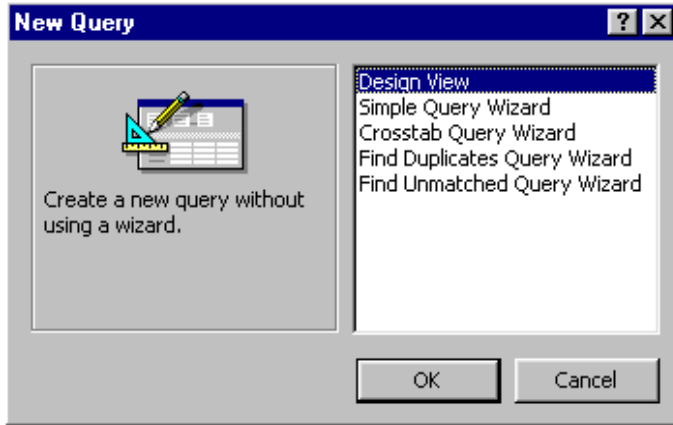 New Query
Create a new query without
using a wizard.
Design View
Simple Query Wizard
Crosstab Query Wizard
Find Duplicates Query Wizard
Find Unmatched Query Wizard
OK
Cancel